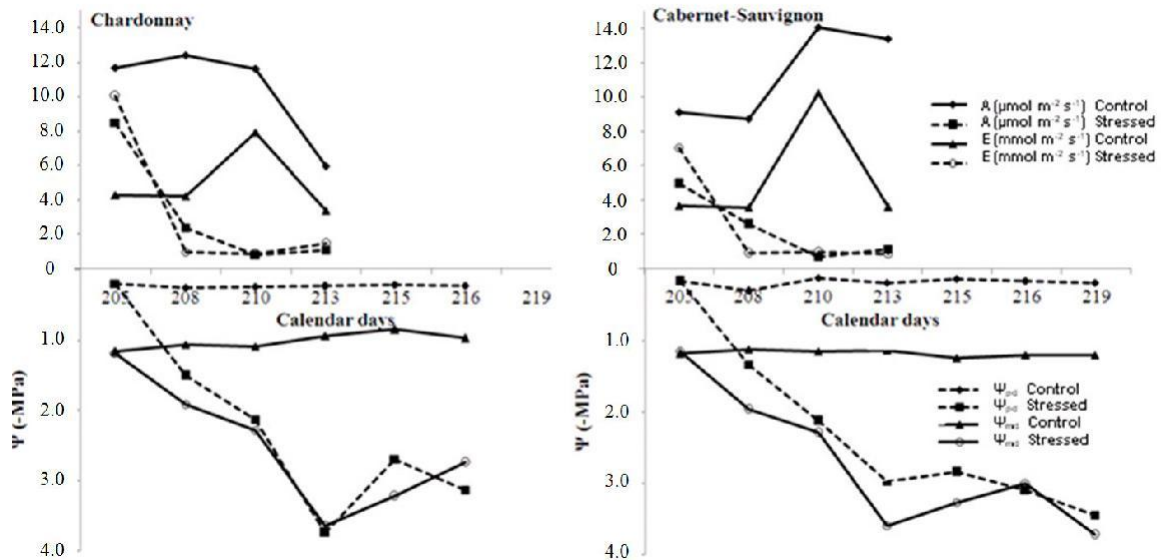 Chardonnay
14.0
12.0
10.0
8.0
6.0
4.0
2.0
0
205 208 210 213 215 216 219
Calendar days
1.0
2.0
3.0
4.0
Ψ (-MPa)
Cabernet-Sauvignon
14.0
12.0
10.0
8.0
6.0
4.0
2.0
0
A (µmol m⁻² s⁻¹) Control
A (µmol m⁻² s⁻¹) Stressed
E (mmol m⁻² s⁻¹) Control
E (mmol m⁻² s⁻¹) Stressed
205 208 210 213 215 216 219
Calendar days
1.0
2.0
3.0
4.0
Ψ (-MPa)
Ψpd Control
Ψpd Stressed
Ψmd Control
Ψmd Stressed